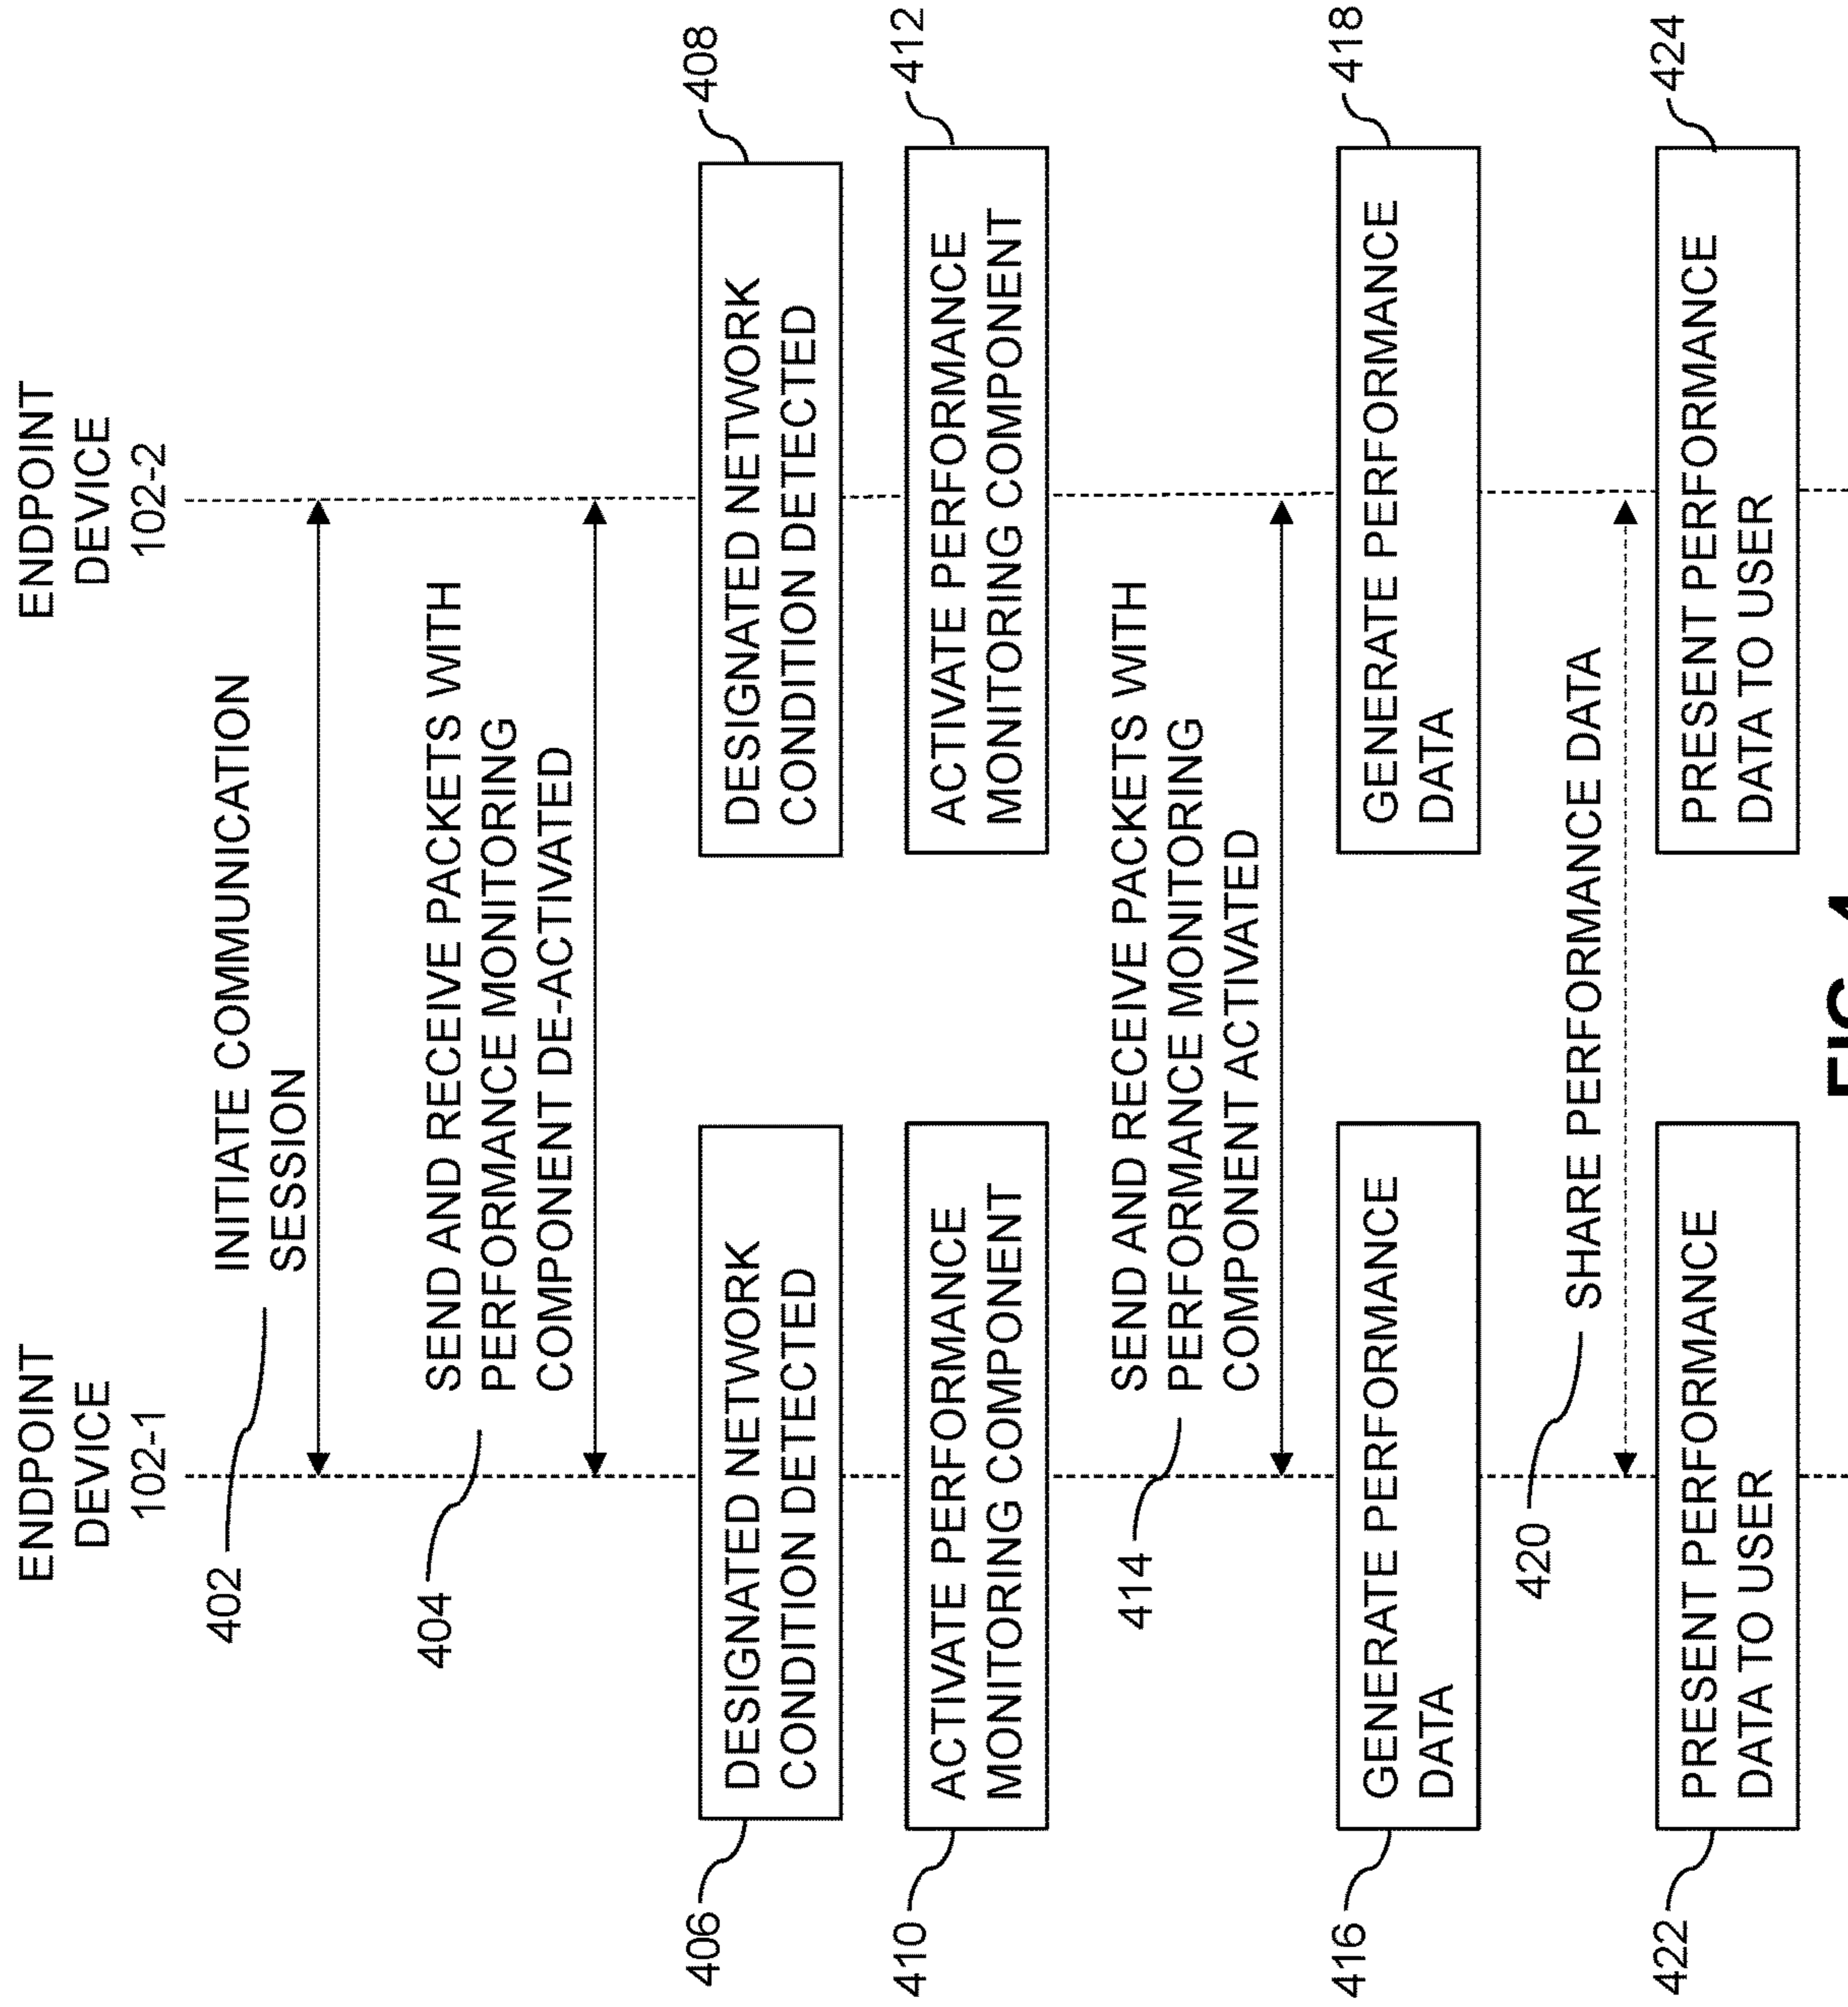 ENDPOINT
DEVICE
102-1
ENDPOINT
DEVICE
102-2
402
INITIATE COMMUNICATION
SESSION
404
SEND AND RECEIVE PACKETS WITH
PERFORMANCE MONITORING
COMPONENT DE-ACTIVATED
406
DESIGNATED NETWORK
CONDITION DETECTED
DESIGNATED NETWORK
CONDITION DETECTED
408
410
ACTIVATE PERFORMANCE
MONITORING COMPONENT
ACTIVATE PERFORMANCE
MONITORING COMPONENT
412
414
SEND AND RECEIVE PACKETS WITH
PERFORMANCE MONITORING
COMPONENT ACTIVATED
416
GENERATE PERFORMANCE
DATA
GENERATE PERFORMANCE
DATA
418
420
SHARE PERFORMANCE DATA
422
PRESENT PERFORMANCE
DATA TO USER
PRESENT PERFORMANCE
DATA TO USER
424
FIG. 4